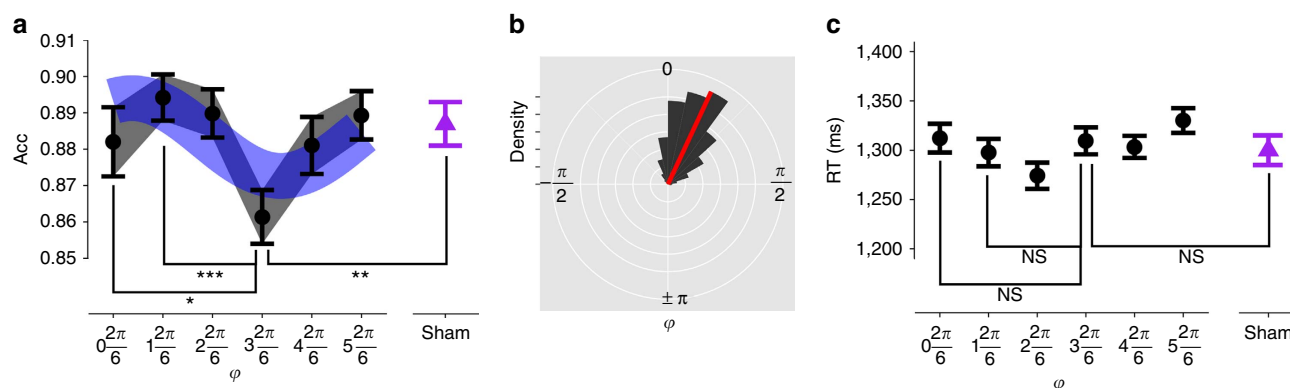 a
Acc
0.91
0.90
0.89
0.88
0.87
0.86
0.85
***
**
*
0 2π/6
1 2π/6
2 2π/6
3 2π/6
4 2π/6
5 2π/6
Sham
φ
b
Density
0
−π/2
π/2
±π
φ
c
RT (ms)
1,400
1,350
1,300
1,250
1,200
NS
NS
NS
0 2π/6
1 2π/6
2 2π/6
3 2π/6
4 2π/6
5 2π/6
Sham
φ